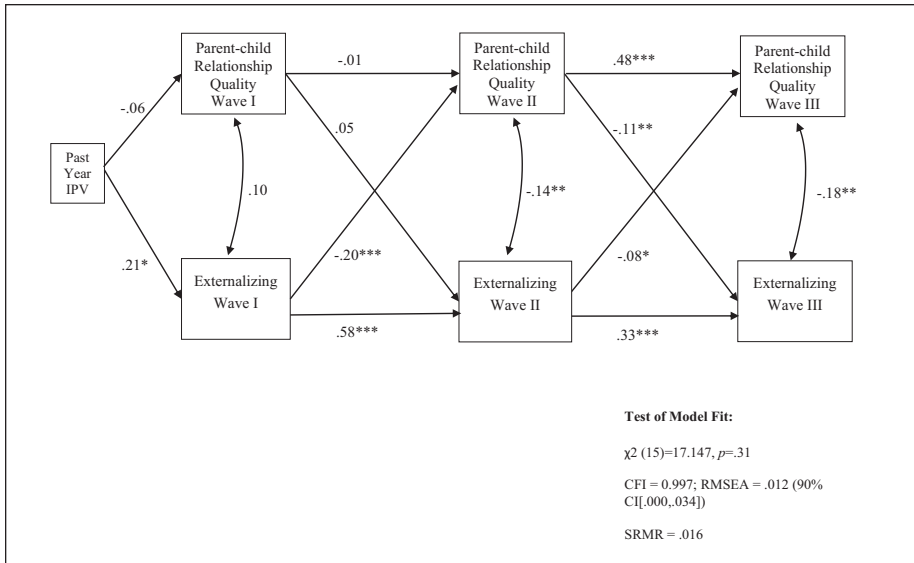 Parent-child
Relationship
Quality
Wave I
-.01
Parent-child
Relationship
Quality
Wave II
.48***
Parent-child
Relationship
Quality
Wave III
-.06
.05
-.11**
Past
Year
IPV
.10
-.14**
-.18**
.21*
-.20***
-.08*
Externalizing
Wave I
Externalizing
Wave II
Externalizing
Wave III
.58***
.33***
Test of Model Fit:
χ2 (15)=17.147, p=.31
CFI = 0.997; RMSEA = .012 (90%
CI[.000,.034])
SRMR = .016